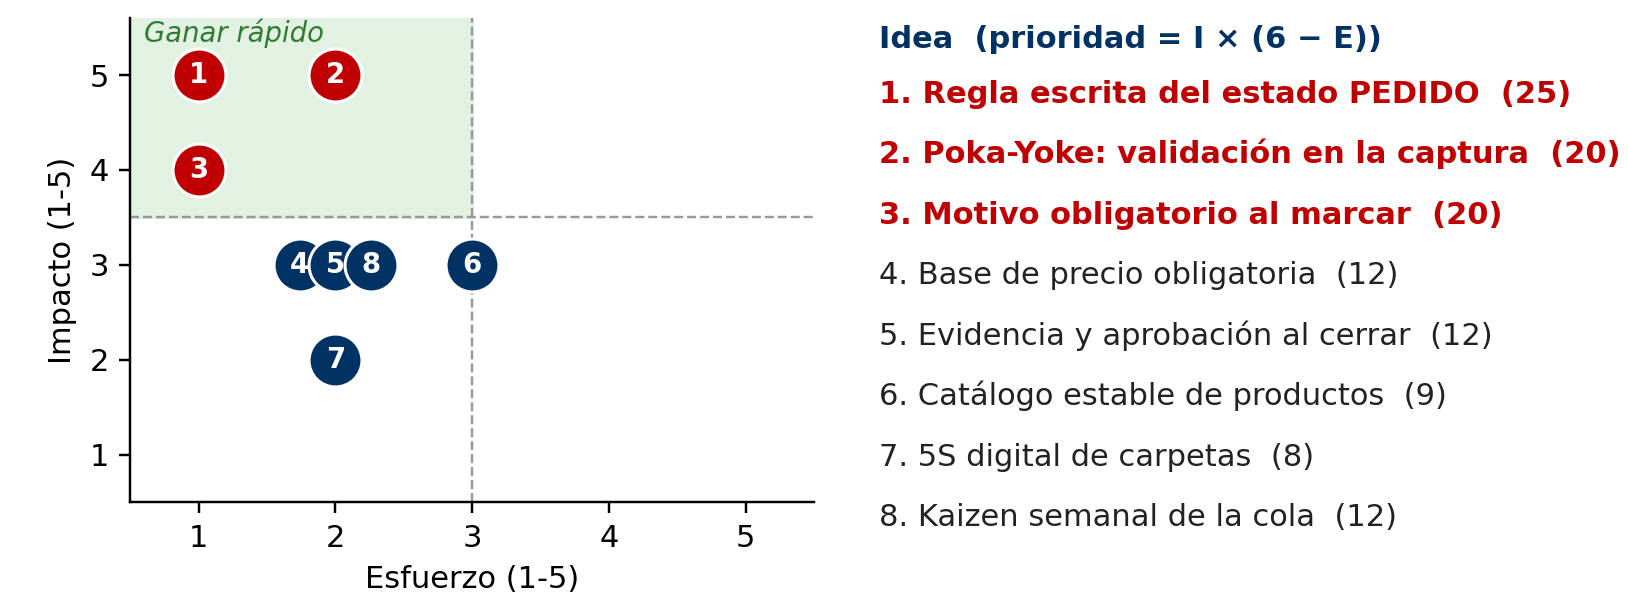 Ganar rápido
5
4
3
2
1
1
2
3
4
5
8
6
7
1
2
3
4
5
Impacto (1-5)
Esfuerzo (1-5)
Idea (prioridad = I × (6 − E))
1. Regla escrita del estado PEDIDO (25)
2. Poka-Yoke: validación en la captura (20)
3. Motivo obligatorio al marcar (20)
4. Base de precio obligatoria (12)
5. Evidencia y aprobación al cerrar (12)
6. Catálogo estable de productos (9)
7. 5S digital de carpetas (8)
8. Kaizen semanal de la cola (12)